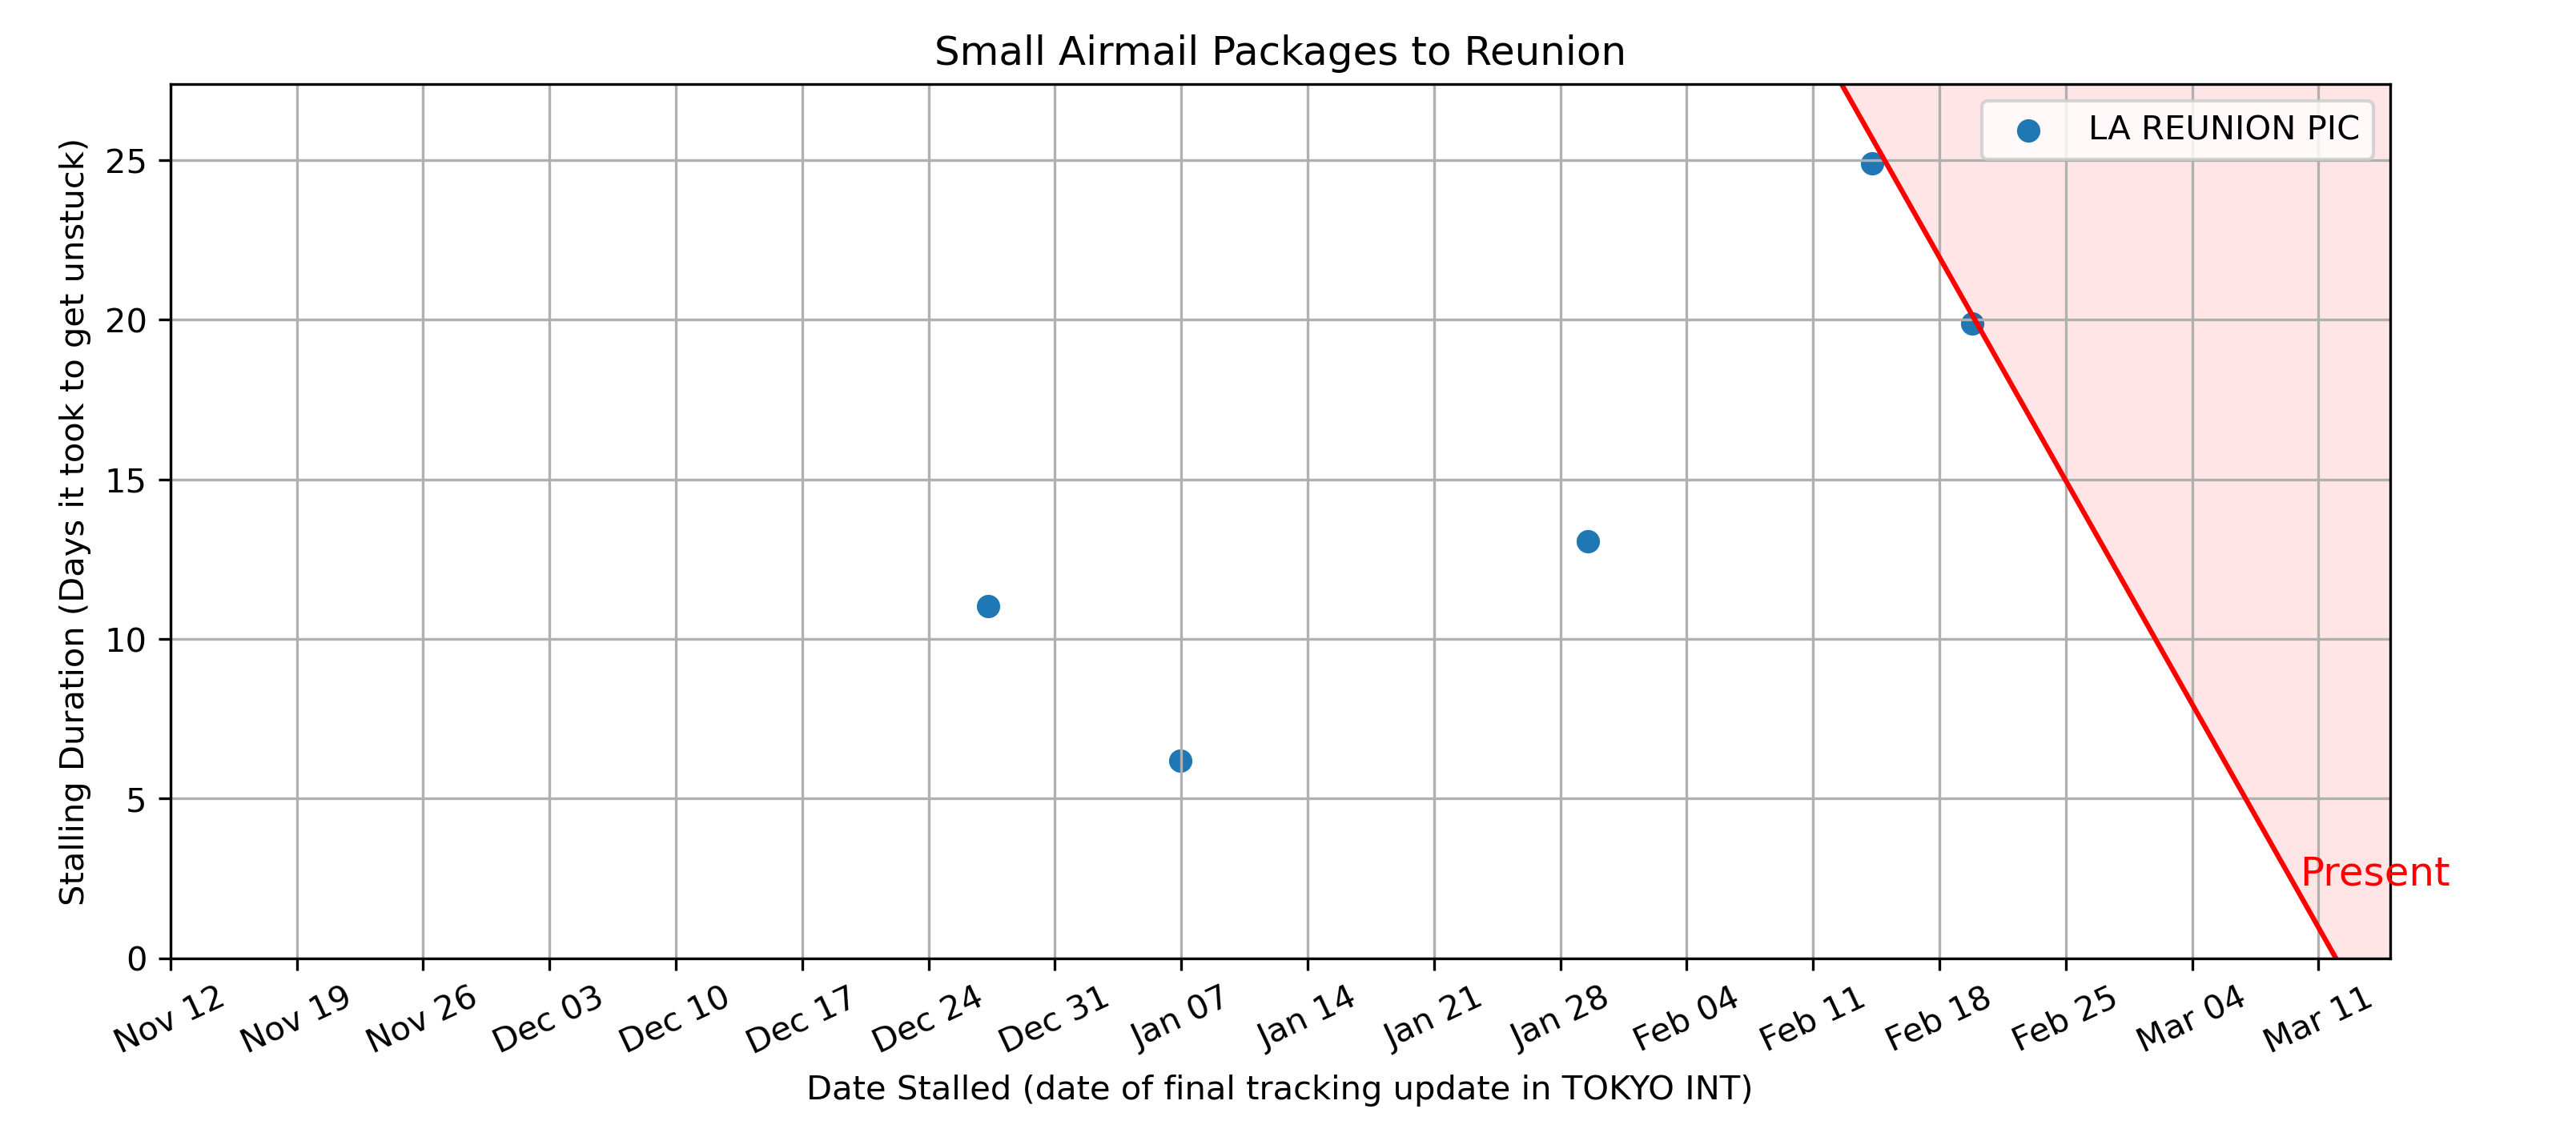 Small Airmail Packages to Reunion
LA REUNION PIC
Stalling Duration (Days it took to get unstuck)
25
20
15
10
5
0
Present
Nov 12
Nov 19
Nov 26
Dec 03
Dec 10
Dec 17
Dec 24
Dec 31
Jan 07
Jan 14
Jan 21
Jan 28
Feb 04
Feb 11
Feb 18
Feb 25
Mar 04
Mar 11
Date Stalled (date of final tracking update in TOKYO INT)